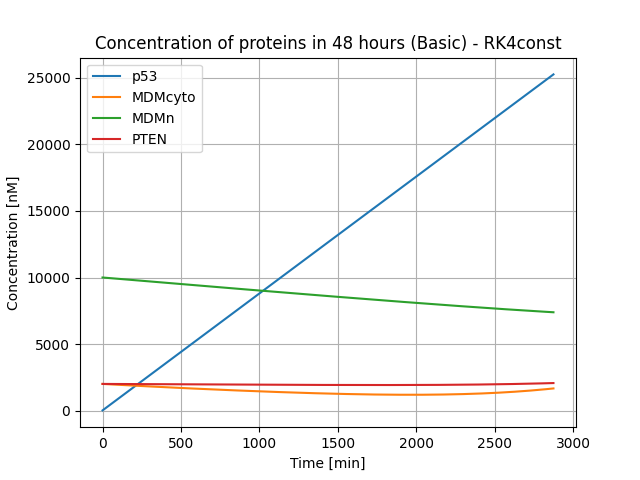 Concentration of proteins in 48 hours (Basic) - RK4const
p53
MDMcyto
MDMn
PTEN
Concentration [nM]
25000
20000
15000
10000
5000
0
0 500 1000 1500 2000 2500 3000
Time [min]